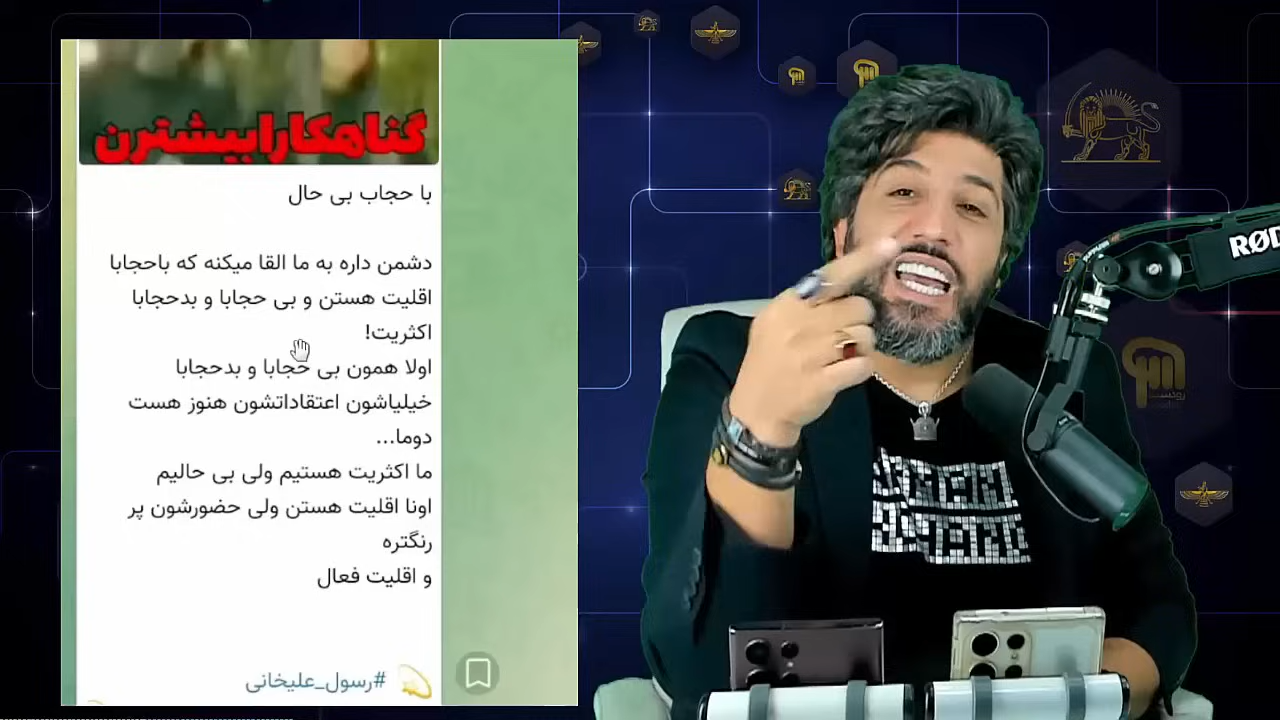 گناهکارا بیشترن
با حجاب بی حال
دشمن داره به ما القا میکنه که باحجابا
اقلیت هستن و بی حجابا و بدحجابا
اکثریت!
اولا همون بی حجابا و بدحجابا
خیلیاشون اعتقاداتشون هنوز هست
دوما...
ما اکثریت هستیم ولی بی حالیم
اونا اقلیت هستن ولی حضورشون پر
رنگتره
و اقلیت فعال
#رسول_علیخانی
RØD